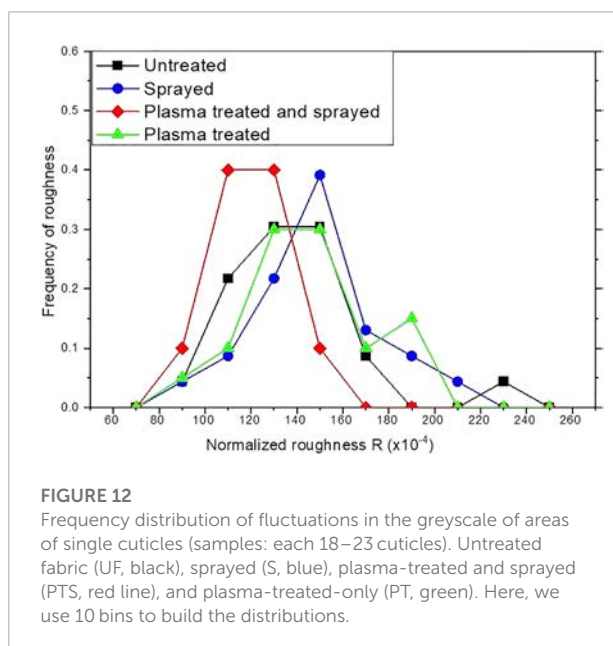 0.6
0.5
0.4
0.3
0.2
0.1
0.0
Frequency of roughness
Untreated
Sprayed
Plasma treated and sprayed
Plasma treated
60 80 100 120 140 160 180 200 220 240 260
Normalized roughness R (x10-4)
FIGURE 12
Frequency distribution of fluctuations in the greyscale of areas
of single cuticles (samples: each 18–23 cuticles). Untreated
fabric (UF, black), sprayed (S, blue), plasma-treated and sprayed
(PTS, red line), and plasma-treated-only (PT, green). Here, we
use 10 bins to build the distributions.